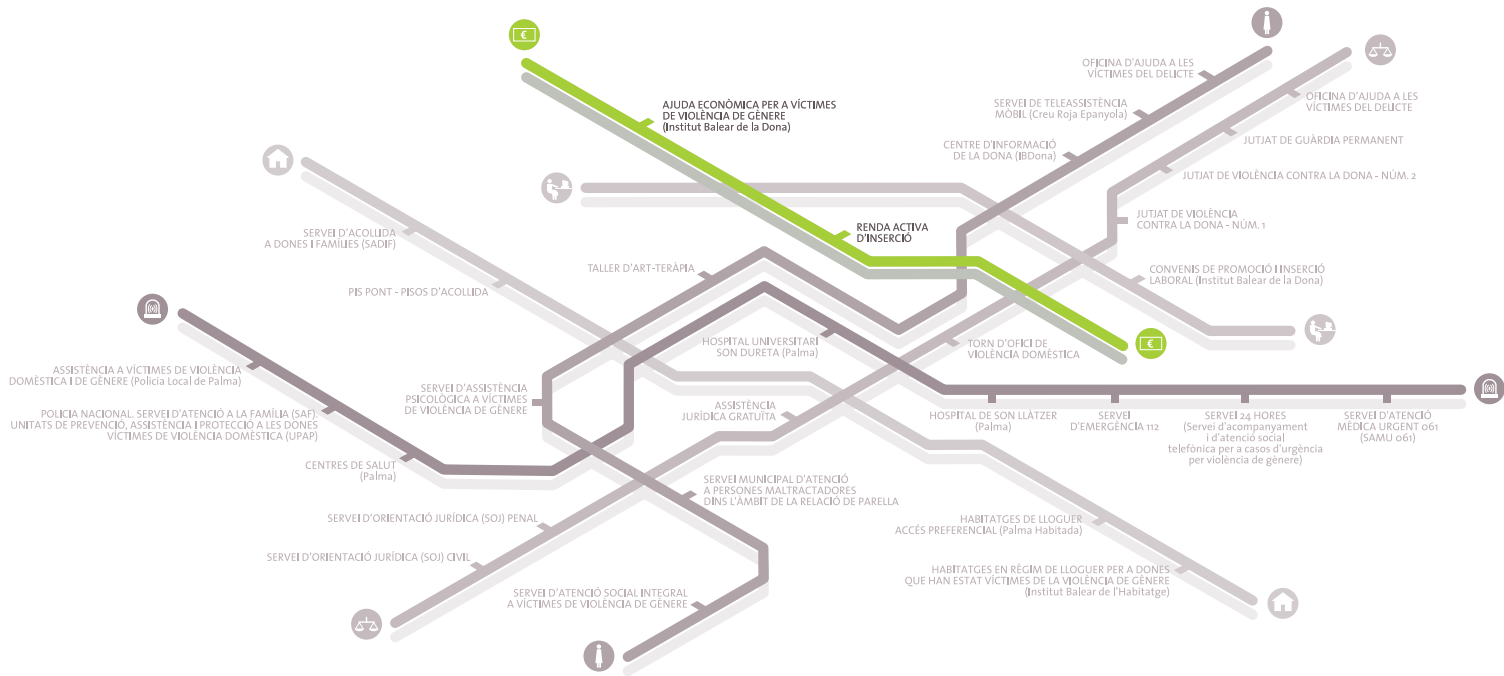 €
AJUDA ECONÒMICA PER A VÍCTIMES
DE VIOLÈNCIA DE GÈNERE
(Institut Balear de la Dona)
RENDA ACTIVA
D'INSERCIÓ
€
OFICINA D'AJUDA A LES
VÍCTIMES DEL DELICTE
SERVEI DE TELEASSISTÈNCIA
MÒBIL (Creu Roja Epanyola)
CENTRE D'INFORMACIÓ
DE LA DONA (IBDona)
OFICINA D'AJUDA A LES
VÍCTIMES DEL DELICTE
JUTJAT DE GUÀRDIA PERMANENT
JUTJAT DE VIOLÈNCIA CONTRA LA DONA - NÚM. 2
JUTJAT DE VIOLÈNCIA
CONTRA LA DONA - NÚM. 1
CONVENIS DE PROMOCIÓ I INSERCIÓ
LABORAL (Institut Balear de la Dona)
SERVEI D'ACOLLIDA
A DONES I FAMÍLIES (SADIF)
PIS PONT - PISOS D'ACOLLIDA
TALLER D'ART-TERÀPIA
HOSPITAL UNIVERSITARI
SON DURETA (Palma)
TORN D'OFICI DE
VIOLÈNCIA DOMÈSTICA
ASSISTÈNCIA A VÍCTIMES DE VIOLÈNCIA
DOMÈSTICA I DE GÈNERE (Policia Local de Palma)
POLICIA NACIONAL. SERVEI D'ATENCIÓ A LA FAMÍLIA (SAF).
UNITATS DE PREVENCIÓ, ASSISTÈNCIA I PROTECCIÓ A LES DONES
VÍCTIMES DE VIOLÈNCIA DOMÈSTICA (UPAP)
CENTRES DE SALUT
(Palma)
SERVEI D'ASSISTÈNCIA
PSICOLÒGICA A VÍCTIMES
DE VIOLÈNCIA DE GÈNERE
ASSISTÈNCIA
JURÍDICA GRATUÏTA
HOSPITAL DE SON LLÀTZER
(Palma)
SERVEI
D'EMERGÈNCIA 112
SERVEI 24 HORES
(Servei d'acompanyament
i d'atenció social
telefònica per a casos d'urgència
per violència de gènere)
SERVEI D'ATENCIÓ
MÈDICA URGENT 061
(SAMU 061)
SERVEI MUNICIPAL D'ATENCIÓ
A PERSONES MALTRACTADORES
DINS L'ÀMBIT DE LA RELACIÓ DE PARELLA
SERVEI D'ORIENTACIÓ JURÍDICA (SOJ) PENAL
SERVEI D'ORIENTACIÓ JURÍDICA (SOJ) CIVIL
SERVEI D'ATENCIÓ SOCIAL INTEGRAL
A VÍCTIMES DE VIOLÈNCIA DE GÈNERE
HABITATGES DE LLOGUER
ACCÉS PREFERENCIAL (Palma Habitada)
HABITATGES EN RÈGIM DE LLOGUER PER A DONES
QUE HAN ESTAT VÍCTIMES DE LA VIOLÈNCIA DE GÈNERE
(Institut Balear de l'Habitatge)